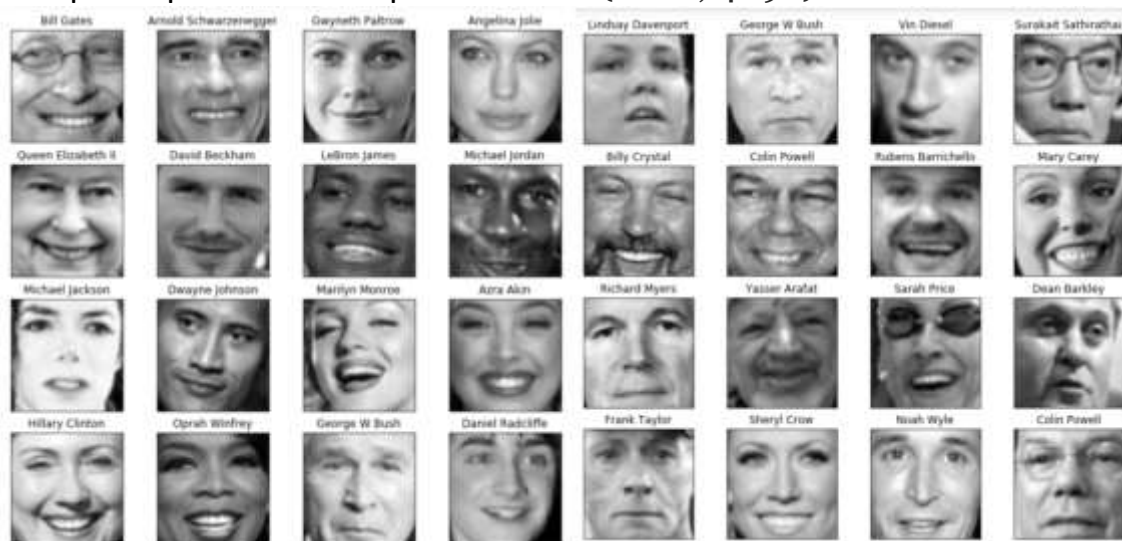 Bill Gates Arnold Schwarzenegger Gwyneth Paltrow Angelina Jolie Lindsay Davenport George W Bush Vin Diesel Surakait Sathirathai
Queen Elizabeth II David Beckham LeBron James Michael Jordan Billy Crystal Colin Powell Rubens Barrichello Mary Carey
Michael Jackson Dwayne Johnson Marilyn Monroe Azra Akin Richard Myers Yasser Arafat Sarah Price Dean Barkley
Hillary Clinton Oprah Winfrey George W Bush Daniel Radcliffe Frank Taylor Sheryl Crow Noah Wyle Colin Powell